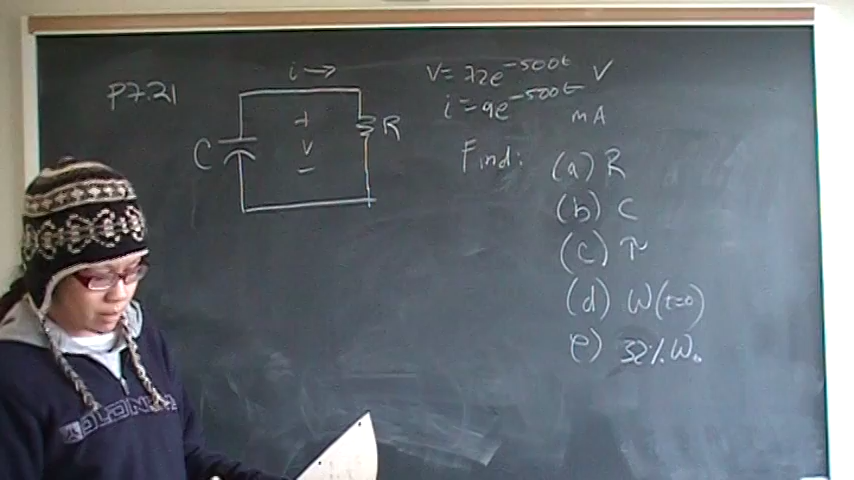 P7.21
i →
C
+
v
−
R
v = 72e^-500t V
i = 9e^-500t mA
Find: (a) R
(b) C
(c) τ
(d) W(t=0)
e) 32% W₀